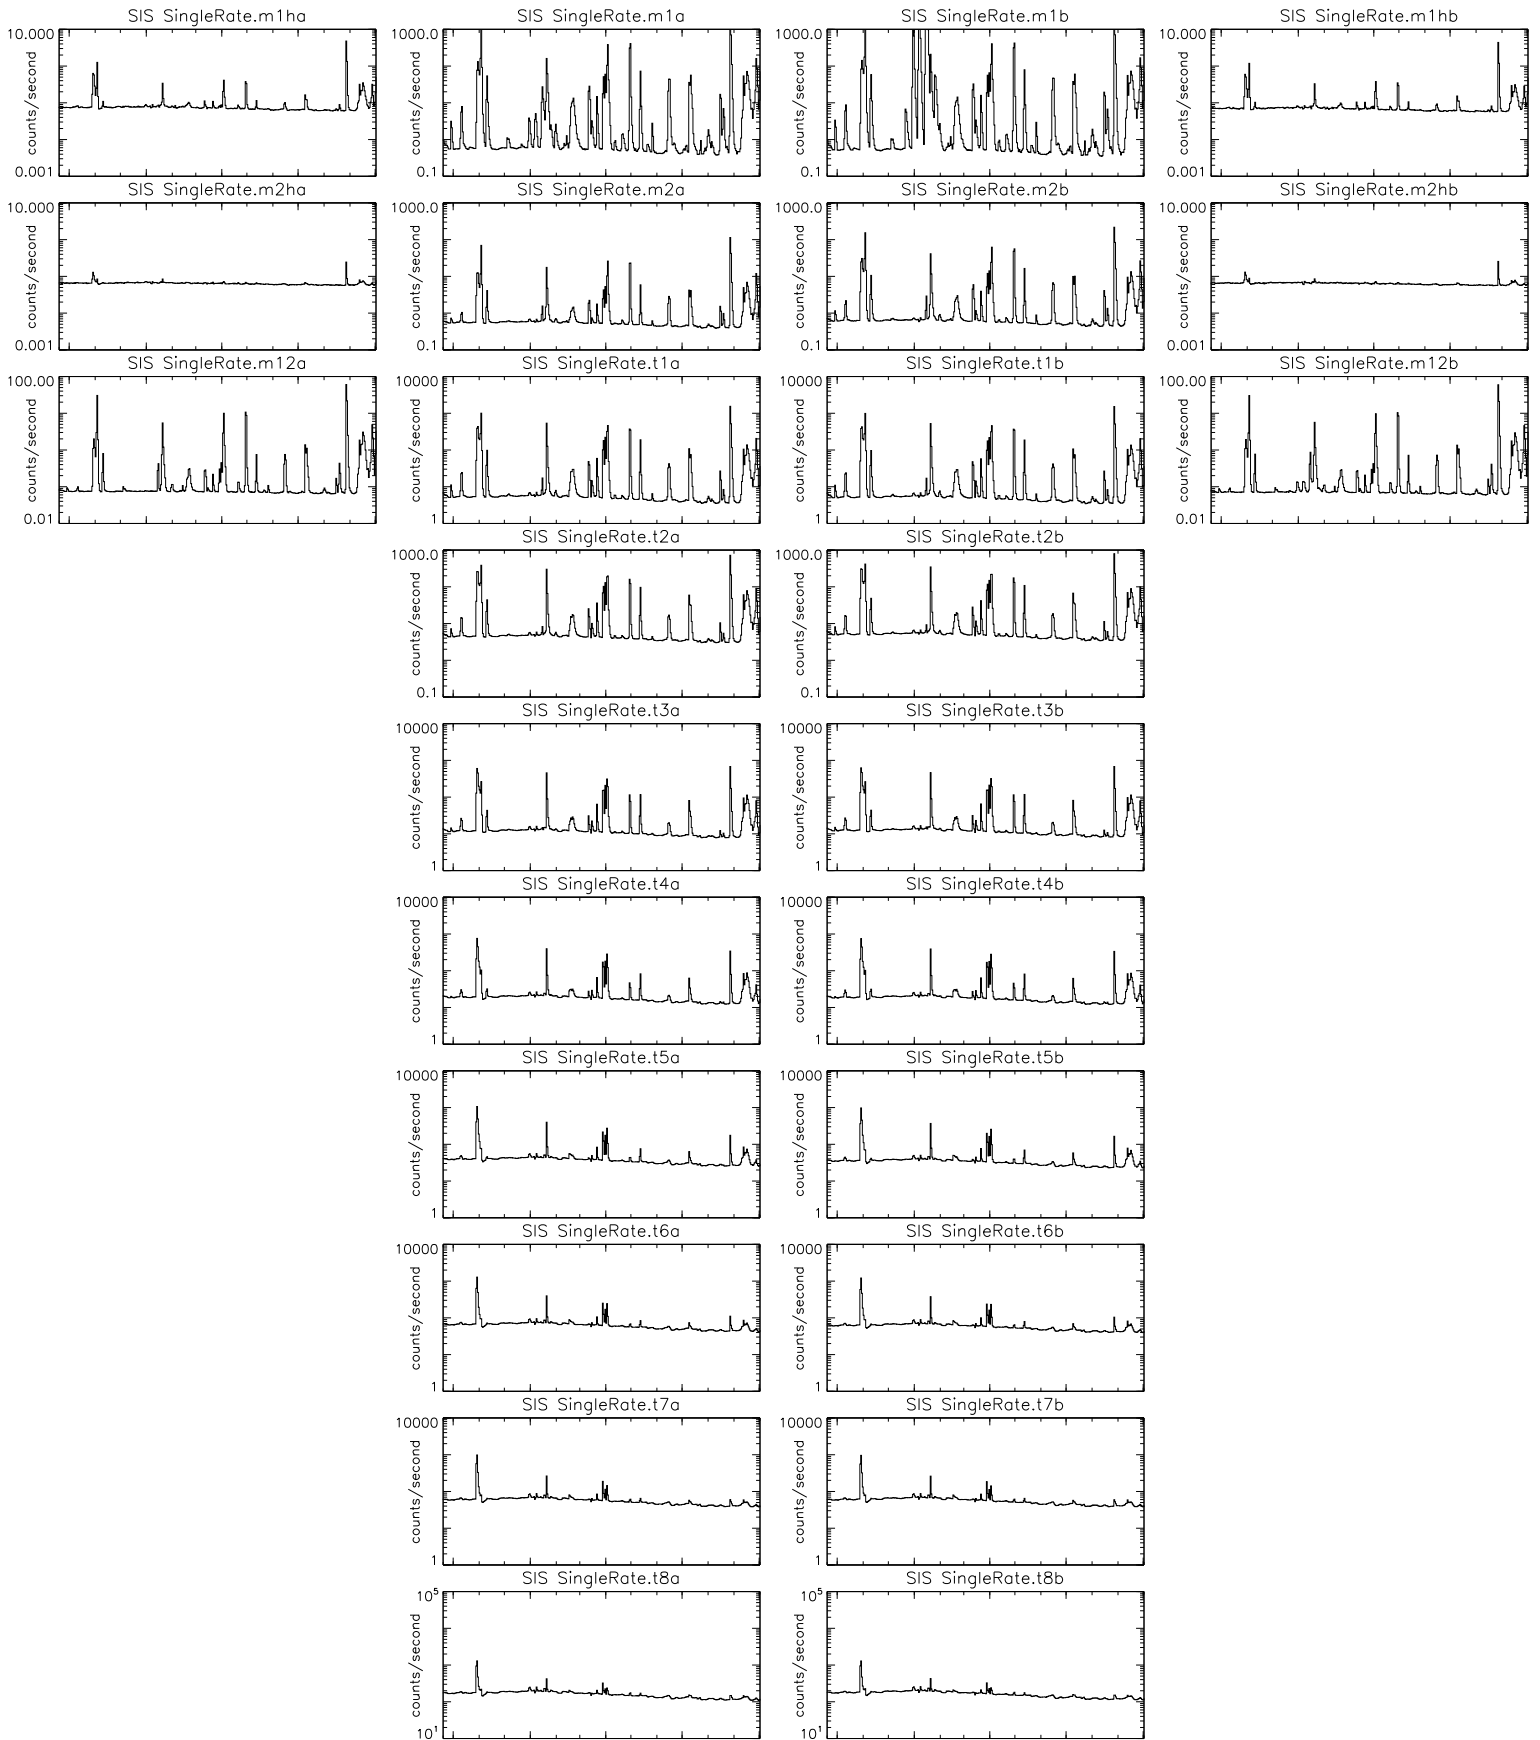 SIS SingleRate.m1ha
10.000
counts/second
0.001
SIS SingleRate.m1a
1000.0
counts/second
0.1
SIS SingleRate.m1b
1000.0
counts/second
0.1
SIS SingleRate.m1hb
10.000
counts/second
0.001
SIS SingleRate.m2ha
10.000
counts/second
0.001
SIS SingleRate.m2a
1000.0
counts/second
0.1
SIS SingleRate.m2b
1000.0
counts/second
0.1
SIS SingleRate.m2hb
10.000
counts/second
0.001
SIS SingleRate.m12a
100.00
counts/second
0.01
SIS SingleRate.t1a
10000
counts/second
1
SIS SingleRate.t1b
10000
counts/second
1
SIS SingleRate.m12b
100.00
counts/second
0.01
SIS SingleRate.t2a
1000.0
counts/second
0.1
SIS SingleRate.t2b
1000.0
counts/second
0.1
SIS SingleRate.t3a
10000
counts/second
1
SIS SingleRate.t3b
10000
counts/second
1
SIS SingleRate.t4a
10000
counts/second
1
SIS SingleRate.t4b
10000
counts/second
1
SIS SingleRate.t5a
10000
counts/second
1
SIS SingleRate.t5b
10000
counts/second
1
SIS SingleRate.t6a
10000
counts/second
1
SIS SingleRate.t6b
10000
counts/second
1
SIS SingleRate.t7a
10000
counts/second
1
SIS SingleRate.t7b
10000
counts/second
1
SIS SingleRate.t8a
10⁵
counts/second
10¹
SIS SingleRate.t8b
10⁵
counts/second
10¹